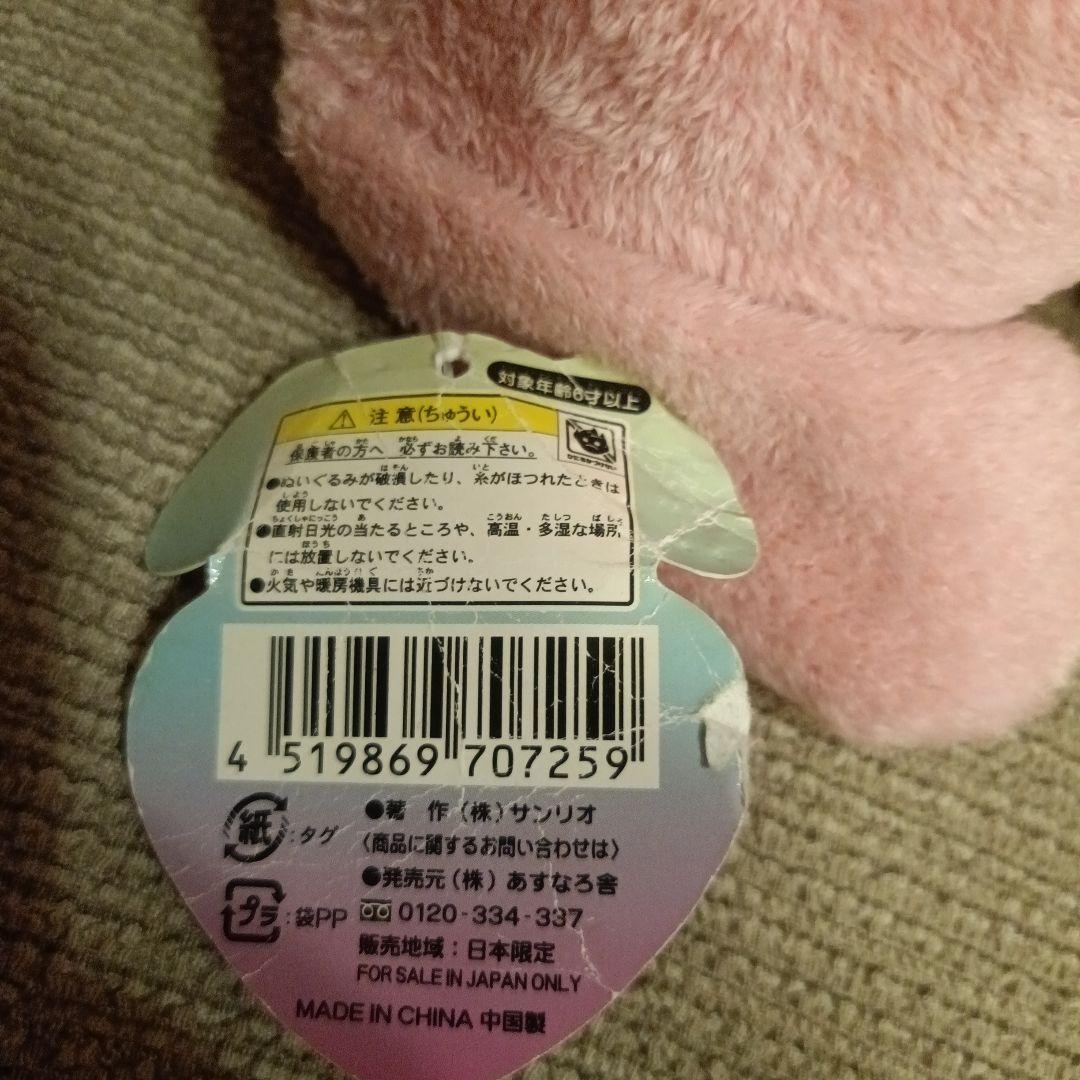 対象年齢6才以上
注意(ちゅうい)
保護者の方へ 必ずお読み下さい。
●ぬいぐるみが破損したり、糸がほつれたときは
使用しないでください。
●直射日光の当たるところや、高温・多湿な場所
には放置しないでください。
●火気や暖房機具には近づけないでください。
4 519869 707259
紙 :タグ
●著 作 (株)サンリオ
〈商品に関するお問い合わせは〉
●発売元(株)あすなろ舎
プラ :袋PP
0120-334-337
販売地域：日本限定
FOR SALE IN JAPAN ONLY
MADE IN CHINA 中国製